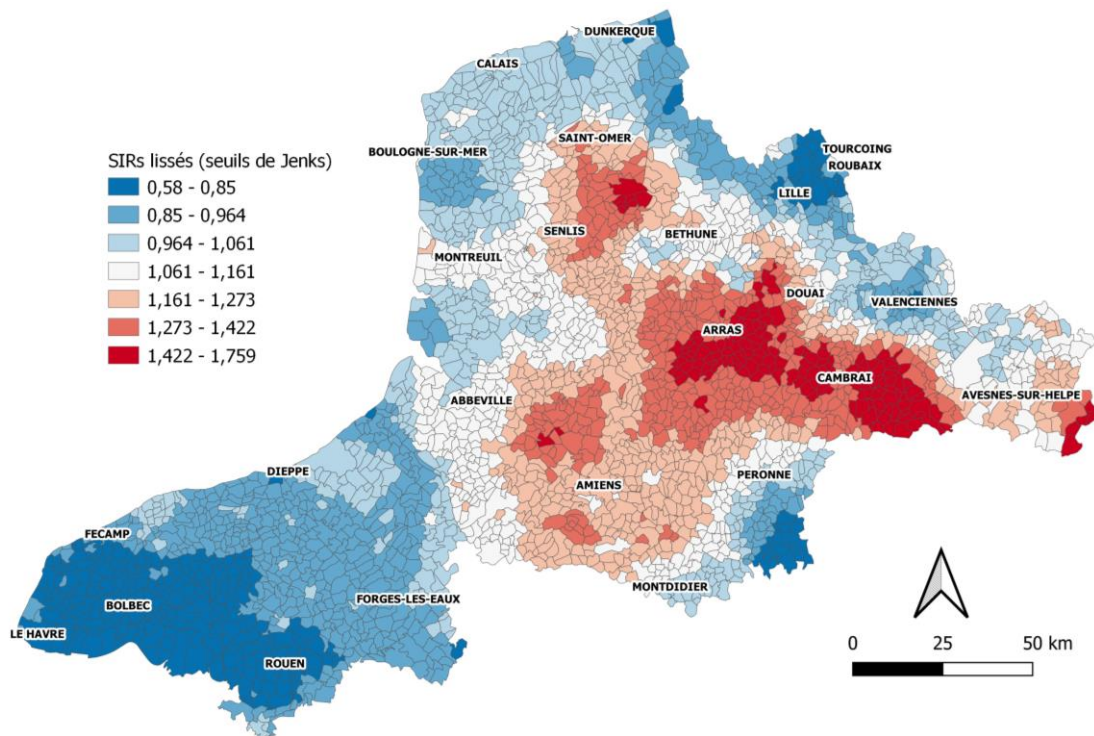 DUNKERQUE
CALAIS
SAINT-OMER
TOURCOING
ROUBAIX
BOULOGNE-SUR-MER
LILLE
SIRs lissés (seuils de Jenks)
0,58 - 0,85
0,85 - 0,964
0,964 - 1,061
1,061 - 1,161
1,161 - 1,273
1,273 - 1,422
1,422 - 1,759
SENLIS
BETHUNE
MONTREUIL
DOUAI
VALENCIENNES
ARRAS
CAMBRAI
ABBEVILLE
AVESNES-SUR-HELPE
DIEPPE
AMIENS
PERONNE
FECAMP
MONTDIDIER
FORGES-LES-EAUX
BOLBEC
LE HAVRE
ROUEN
0 25 50 km